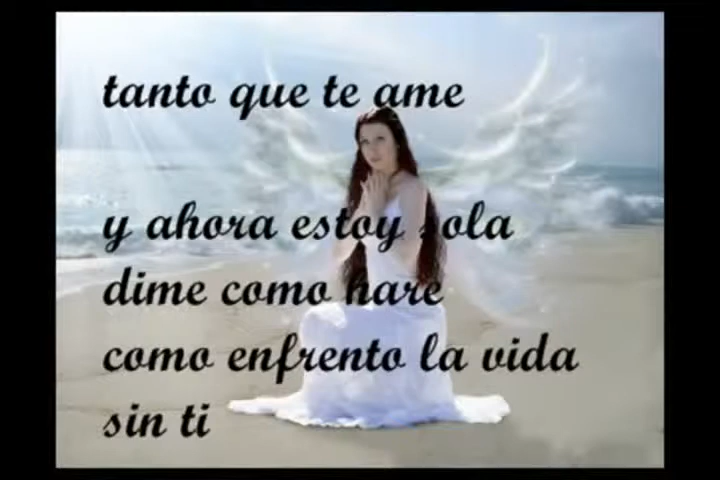 tanto que te ame
y ahora estoy sola
dime como hare
como enfrento la vida
sin ti